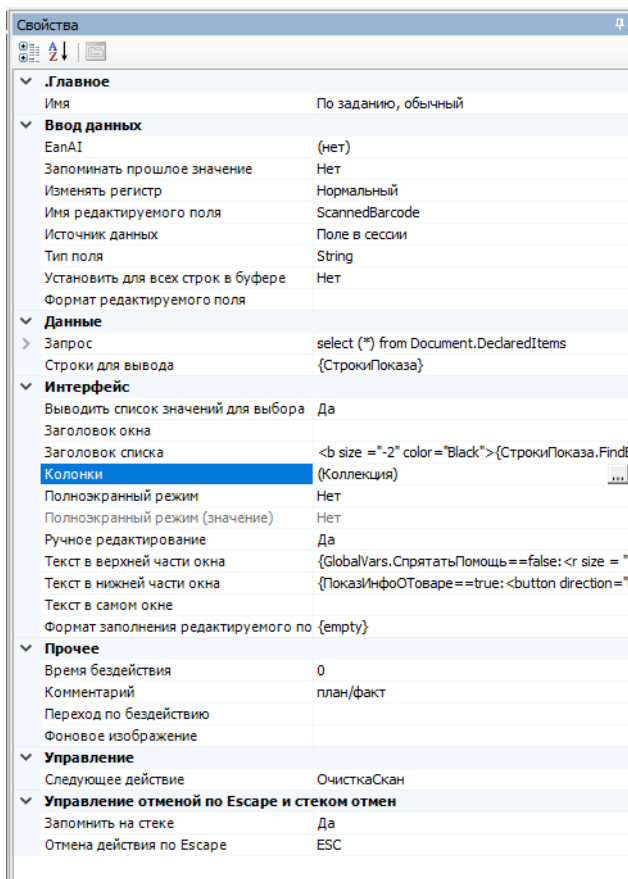 Свойства
.Главное
Имя По заданию, обычный
Ввод данных
EanAI (нет)
Запоминать прошлое значение Нет
Изменять регистр Нормальный
Имя редактируемого поля ScannedBarcode
Источник данных Поле в сессии
Тип поля String
Установить для всех строк в буфере Нет
Формат редактируемого поля
Данные
Запрос select (*) from Document.DeclaredItems
Строки для вывода {СтрокиПоказа}
Интерфейс
Выводить список значений для выбора Да
Заголовок окна
Заголовок списка <b size ="-2" color="Black">{СтрокиПоказа.FindB
Колонки (Коллекция) ...
Полноэкранный режим Нет
Полноэкранный режим (значение) Нет
Ручное редактирование Да
Текст в верхней части окна {GlobalVars.СпрятатьПомощь==false:<r size = "
Текст в нижней части окна {ПоказИнфоОТоваре==true:<button direction="
Текст в самом окне
Формат заполнения редактируемого по {empty}
Прочее
Время бездействия 0
Комментарий план/факт
Переход по бездействию
Фоновое изображение
Управление
Следующее действие ОчисткаСкан
Управление отменой по Escape и стеком отмен
Запомнить на стеке Да
Отмена действия по Escape ESC